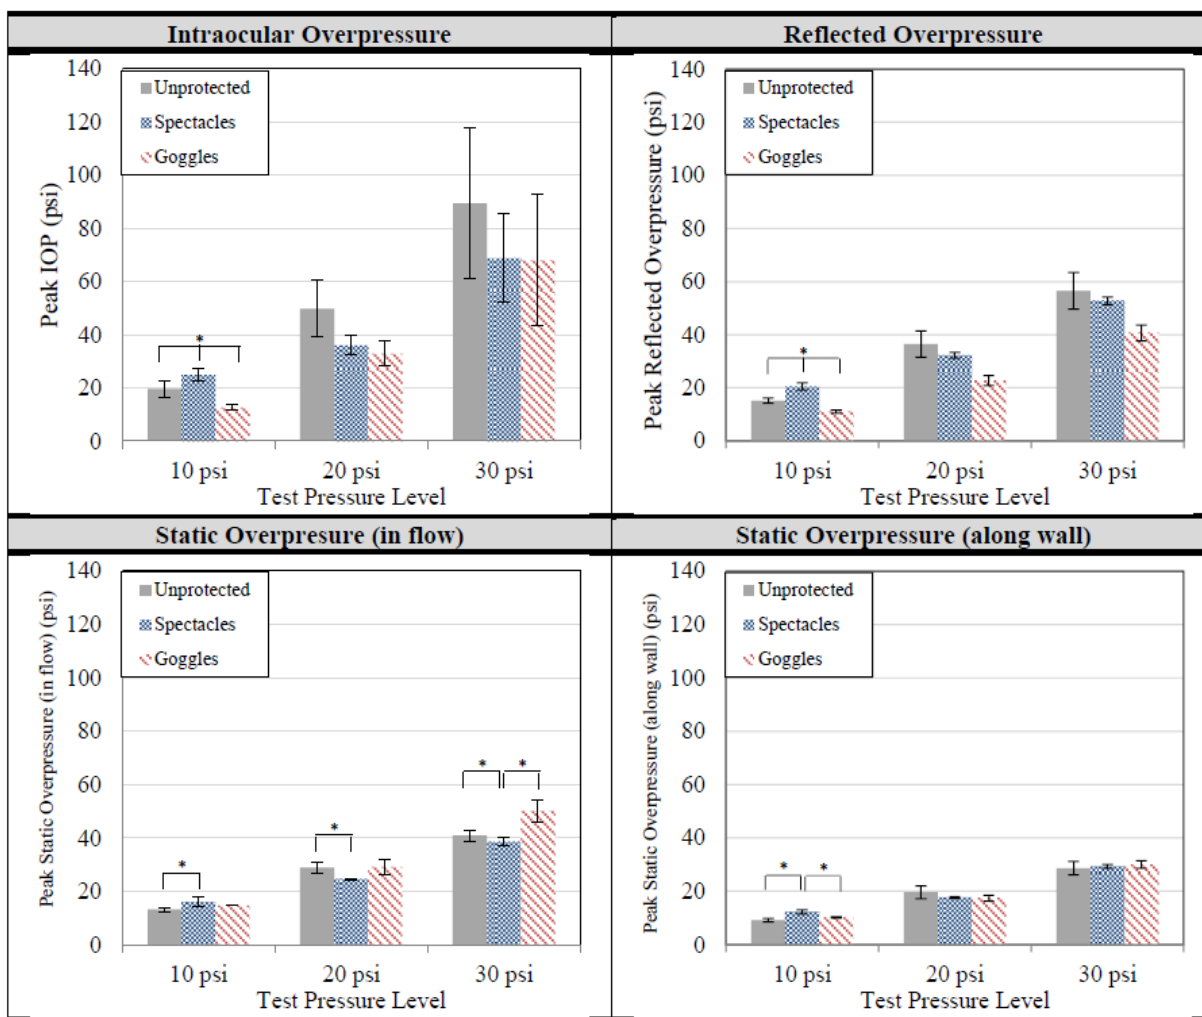 Intraocular Overpressure
Peak IOP (psi)
140
120
100
80
60
40
20
0
Unprotected
Spectacles
Goggles
*
10 psi 20 psi 30 psi
Test Pressure Level
Reflected Overpressure
Peak Reflected Overpressure (psi)
140
120
100
80
60
40
20
0
Unprotected
Spectacles
Goggles
*
10 psi 20 psi 30 psi
Test Pressure Level
Static Overpresure (in flow)
Peak Static Overpressure (in flow) (psi)
140
120
100
80
60
40
20
0
Unprotected
Spectacles
Goggles
* * * *
10 psi 20 psi 30 psi
Test Pressure Level
Static Overpressure (along wall)
Peak Static Overpressure (along wall) (psi)
140
120
100
80
60
40
20
0
Unprotected
Spectacles
Goggles
* *
10 psi 20 psi 30 psi
Test Pressure Level